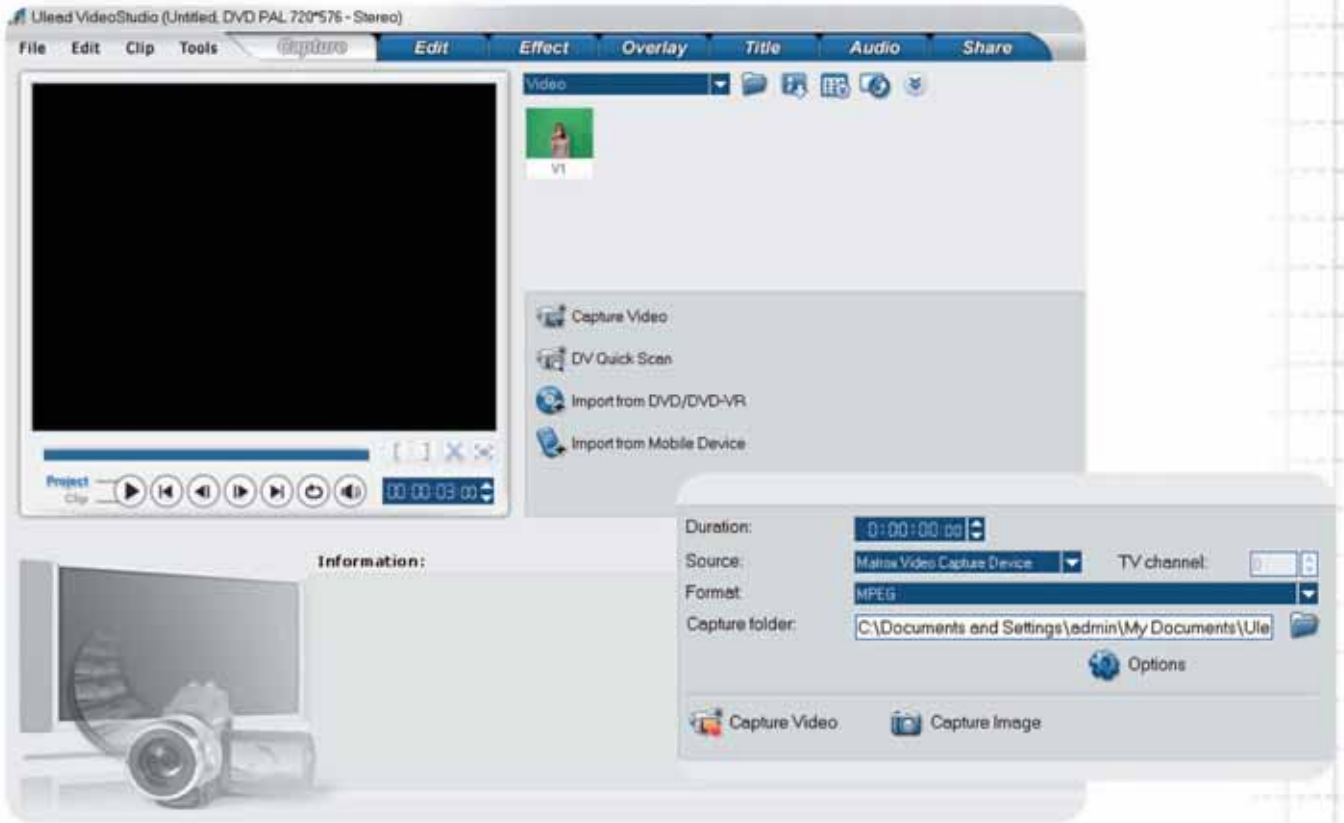 Ulead VideoStudio (Untitled, DVD PAL 720*576 - Stereo)
File Edit Clip Tools Capture Edit Effect Overlay Title Audio Share
Video
V1
Capture Video
DV Quick Scan
Import from DVD/DVD-VR
Import from Mobile Device
Project
Clip
00:00:03:00
Information:
Duration: 0:00:00:00
Source: Matrox Video Capture Device TV channel: 0
Format: MPEG
Capture folder: C:\Documents and Settings\admin\My Documents\Ule
Options
Capture Video Capture Image